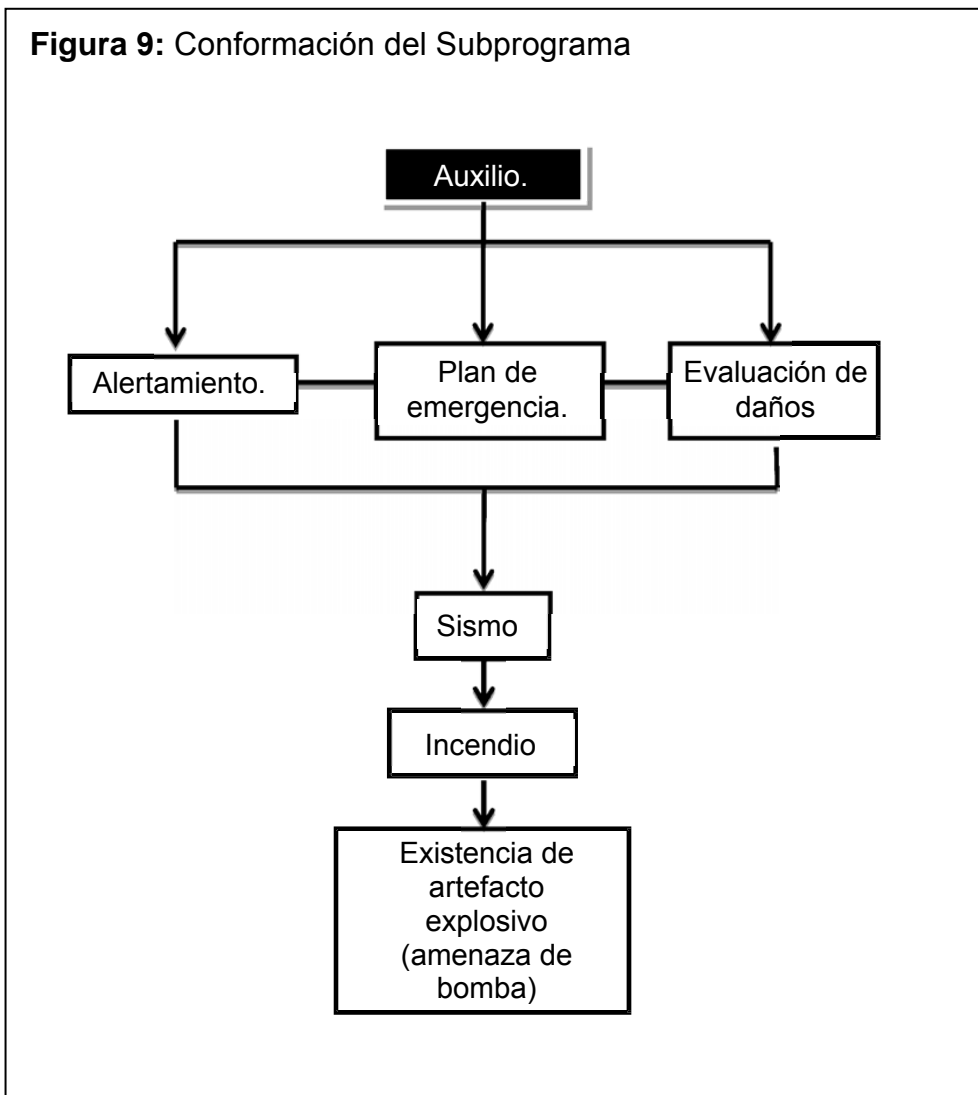 Figura 9: Conformación del Subprograma
Auxilio.
Alertamiento.
Plan de
emergencia.
Evaluación de
daños
Sismo
Incendio
Existencia de
artefacto
explosivo
(amenaza de
bomba)